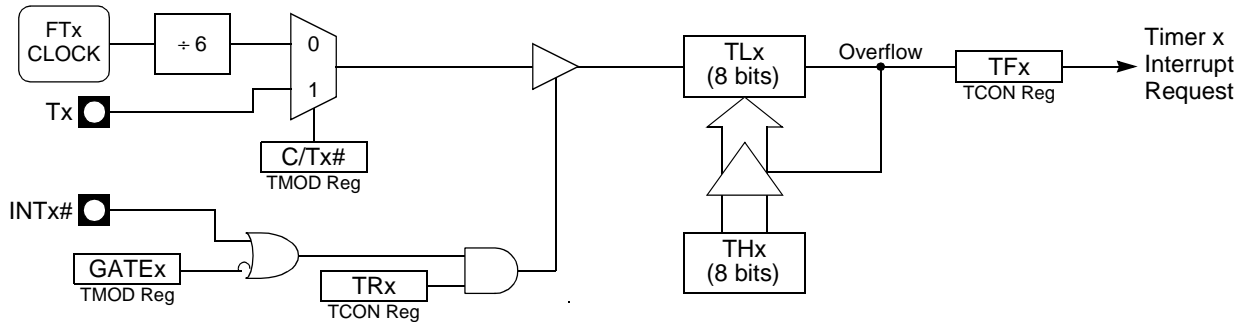 FTx
CLOCK
÷ 6
0
1
Tx
C/Tx#
TMOD Reg
INTx#
GATEx
TMOD Reg
TRx
TCON Reg
TLx
(8 bits)
THx
(8 bits)
Overflow
TFx
TCON Reg
Timer x
Interrupt
Request